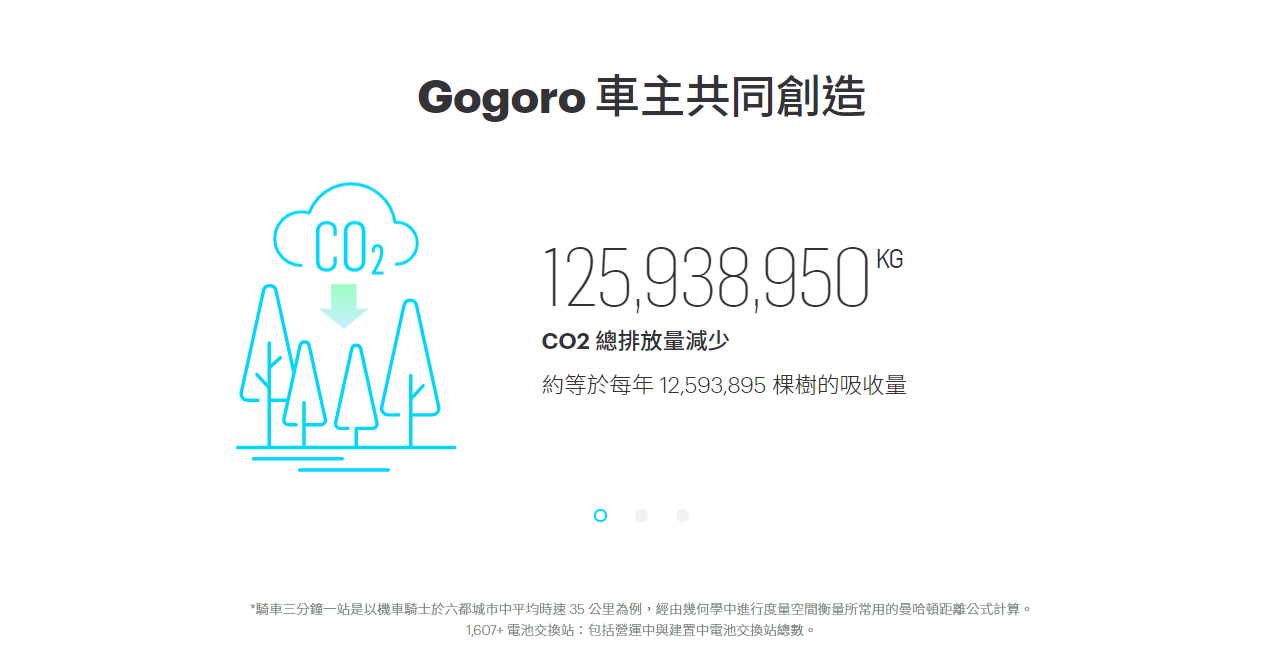 Gogoro 車主共同創造
CO2
125,938,950 KG
CO2 總排放量減少
約等於每年 12,593,895 棵樹的吸收量
*騎車三分鐘一站是以機車騎士於六都城市中平均時速 35 公里為例，經由幾何學中進行度量空間衡量所常用的曼哈頓距離公式計算。
1,607+ 電池交換站：包括營運中與建置中電池交換站總數。